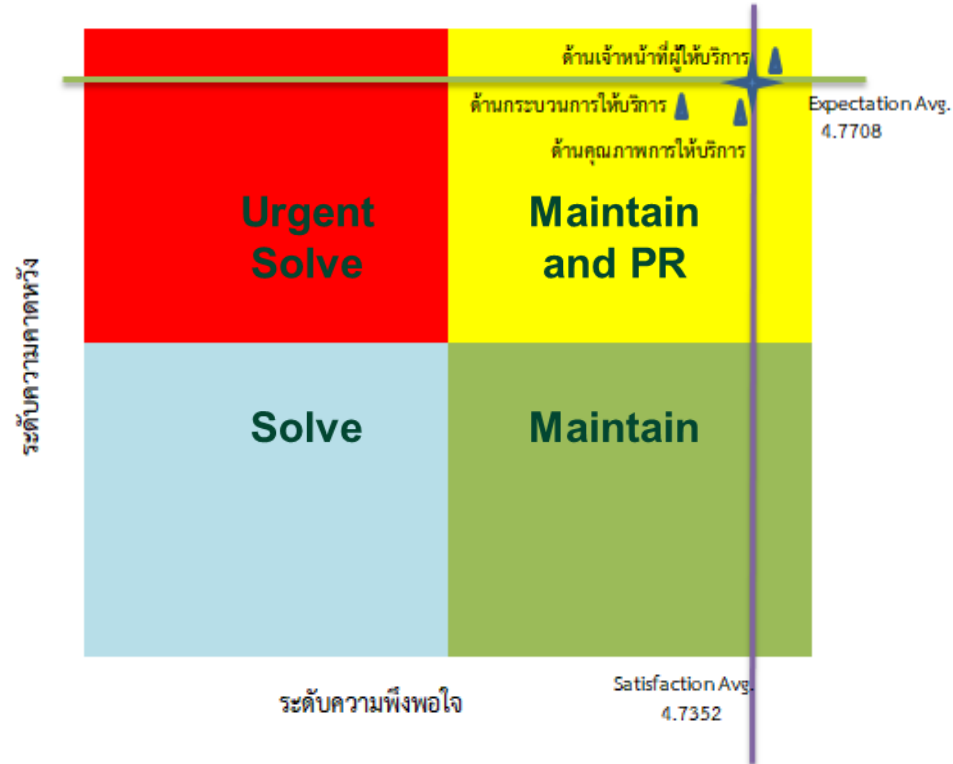 ด้านเจ้าหน้าที่ผู้ให้บริการ
ด้านกระบวนการให้บริการ
Expectation Avg.
4.7708
ด้านคุณภาพการให้บริการ
Urgent
Solve
Maintain
and PR
ระดับความคาดหวัง
Solve
Maintain
ระดับความพึงพอใจ
Satisfaction Avg.
4.7352